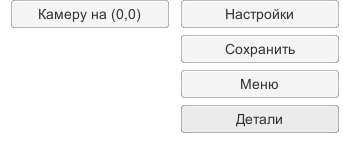 Камеру на (0,0)
Настройки
Сохранить
Меню
Детали